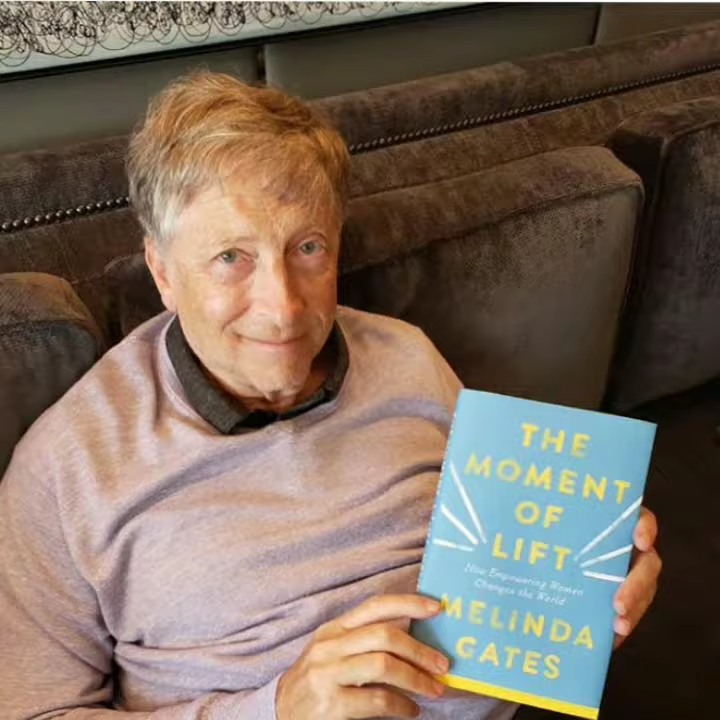 THE
MOMENT
OF
LIFT
How Empowering Women
Changes the World
MELINDA
GATES